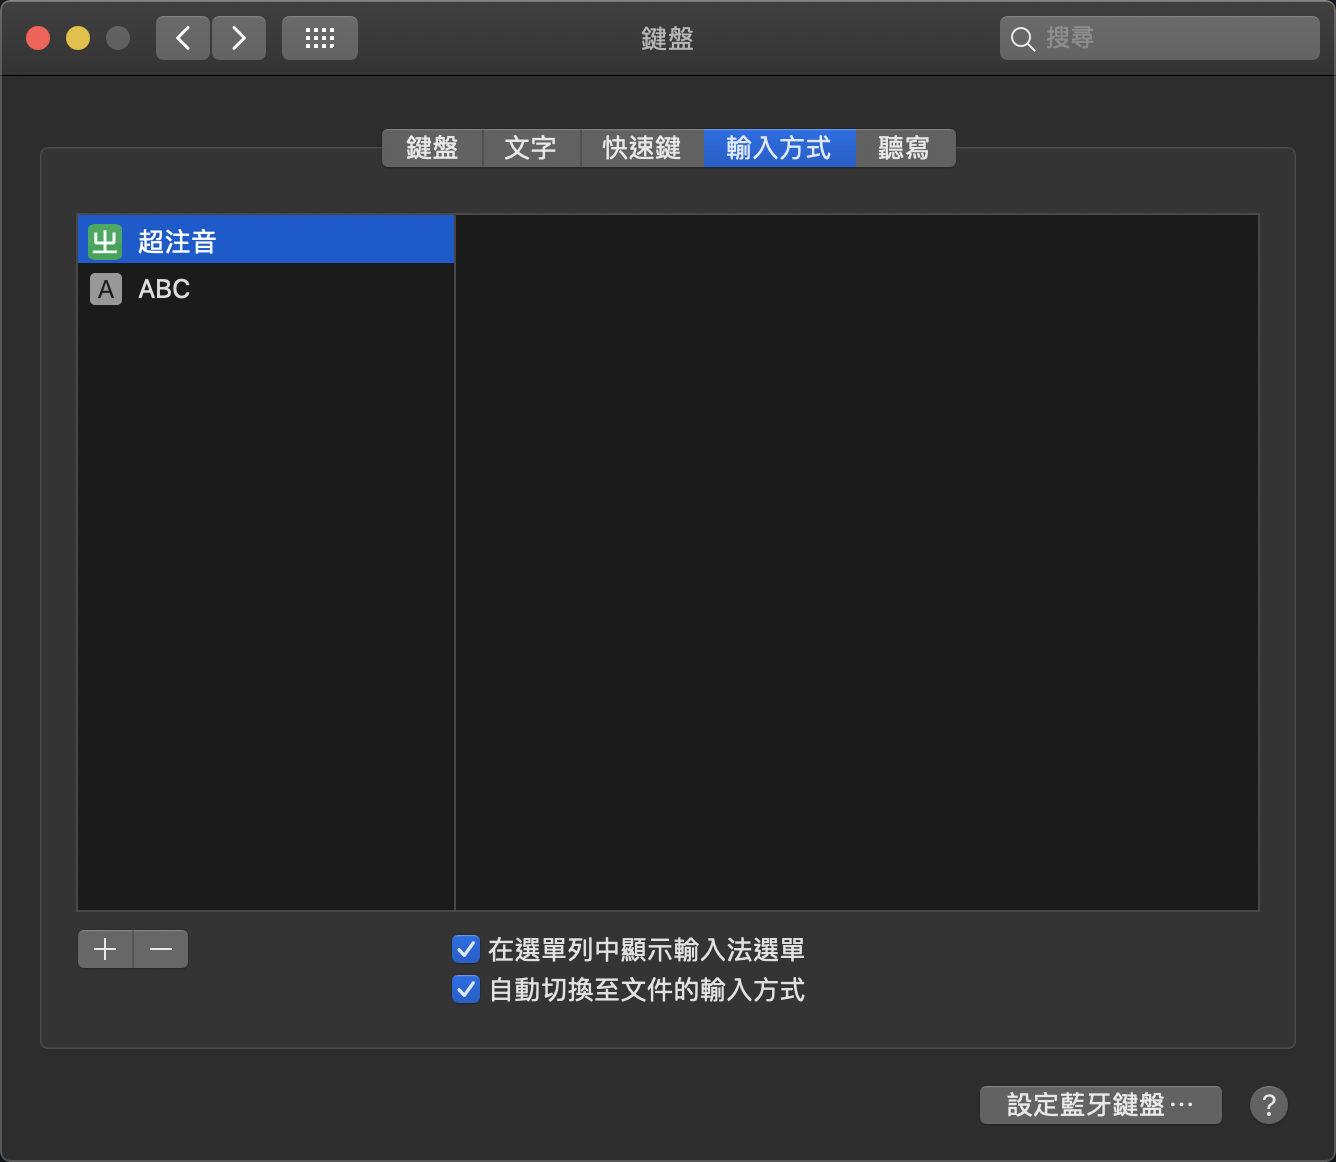 鍵盤
搜尋
鍵盤 文字 快速鍵 輸入方式 聽寫
ㄓ 超注音
A ABC
在選單列中顯示輸入法選單
自動切換至文件的輸入方式
設定藍牙鍵盤⋯ ?